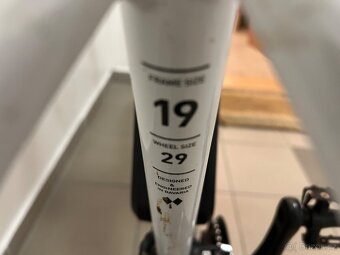 FRAME SIZE
19
WHEEL SIZE
29
DESIGNED
&
ENGINEERED
IN BAVARIA